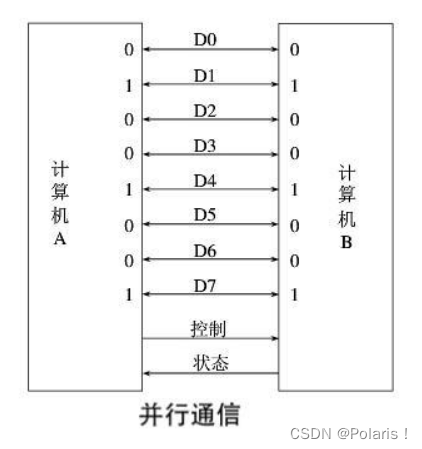 D0
0 0
D1
1 1
D2
0 0
D3
0 0
D4
1 1
D5
0 0
D6
0 0
D7
1 1
计算机A
计算机B
控制
状态
并行通信
CSDN @Polaris！